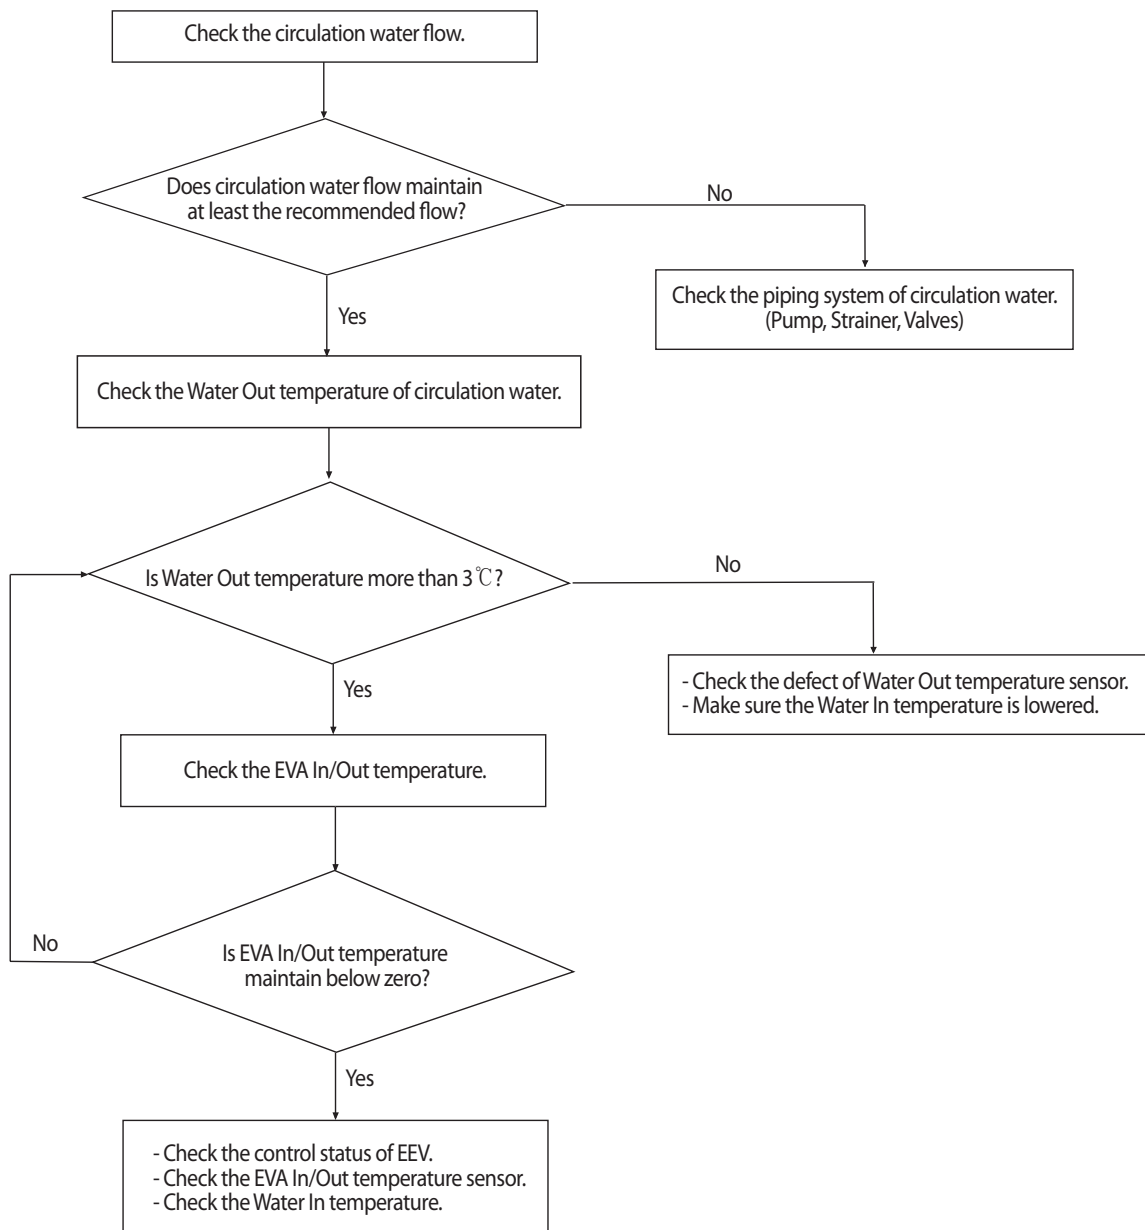 Check the circulation water flow.
Does circulation water flow maintain
at least the recommended flow?
No
Check the piping system of circulation water.
(Pump, Strainer, Valves)
Yes
Check the Water Out temperature of circulation water.
Is Water Out temperature more than 3℃?
No
- Check the defect of Water Out temperature sensor.
- Make sure the Water In temperature is lowered.
Yes
Check the EVA In/Out temperature.
Is EVA In/Out temperature
maintain below zero?
No
Yes
- Check the control status of EEV.
- Check the EVA In/Out temperature sensor.
- Check the Water In temperature.